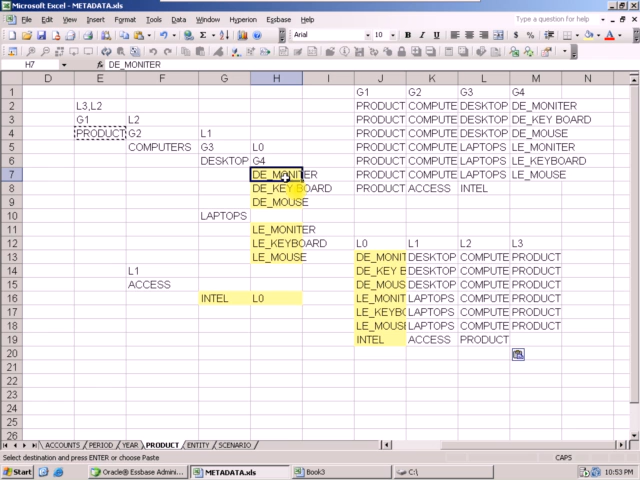 Microsoft Excel - METADATA.xls
File Edit View Insert Format Tools Data Window Hyperion Essbase Help
Type a question for help
Arial 10 B I U
H7 fx DE_MONITER
D E F G H I J K L M N
1 G1 G2 G3 G4
2 L3,L2 PRODUCT COMPUTE DESKTOP DE_MONITER
3 G1 L2 PRODUCT COMPUTE DESKTOP DE_KEY BOARD
4 PRODUCT G2 L1 PRODUCT COMPUTE DESKTOP DE_MOUSE
5 COMPUTERS G3 L0 PRODUCT COMPUTE LAPTOPS LE_MONITER
6 DESKTOP G4 PRODUCT COMPUTE LAPTOPS LE_KEYBOARD
7 DE_MONITER PRODUCT COMPUTE LAPTOPS LE_MOUSE
8 DE_KEY BOARD PRODUCT ACCESS INTEL
9 DE_MOUSE
10 LAPTOPS
11 LE_MONITER
12 LE_KEYBOARD L0 L1 L2 L3
13 LE_MOUSE DE_MONIT DESKTOP COMPUTE PRODUCT
14 L1 DE_KEY B DESKTOP COMPUTE PRODUCT
15 ACCESS DE_MOUS DESKTOP COMPUTE PRODUCT
16 INTEL L0 LE_MONIT LAPTOPS COMPUTE PRODUCT
17 LE_KEYBO LAPTOPS COMPUTE PRODUCT
18 LE_MOUSI LAPTOPS COMPUTE PRODUCT
19 INTEL ACCESS PRODUCT
20
21
22
23
24
25
26
ACCOUNTS PERIOD YEAR PRODUCT ENTITY SCENARIO
Select destination and press ENTER or choose Paste CAPS
Start Oracle® Essbase Admini... METADATA.xls Book3 C:\ 10:53 PM